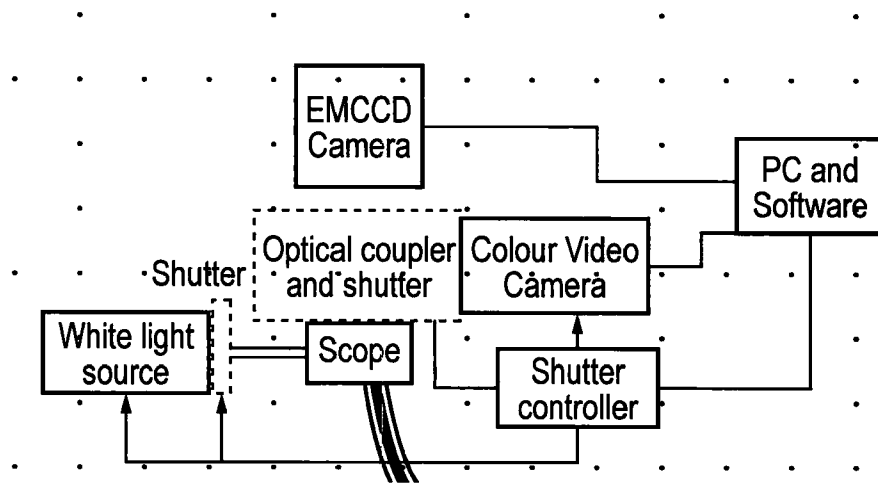 EMCCD
Camera
PC and
Software
Optical coupler
and shutter
Colour Video
Camera
Shutter
White light
source
Scope
Shutter
controller